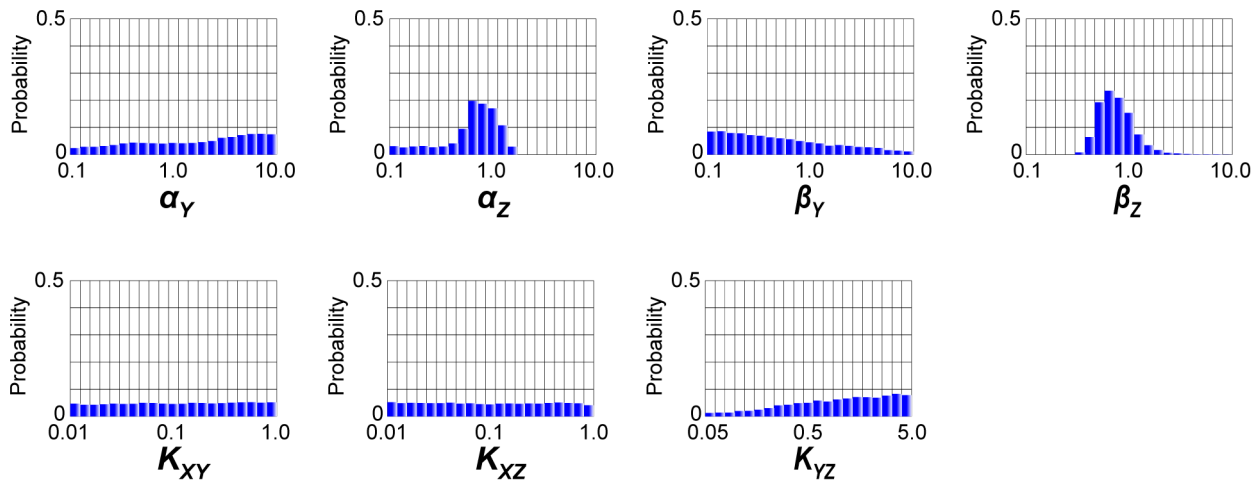 Probability 0.5 0 0.1 1.0 10.0 αY
Probability 0.5 0 0.1 1.0 10.0 αZ
Probability 0.5 0 0.1 1.0 10.0 βY
Probability 0.5 0 0.1 1.0 10.0 βZ
Probability 0.5 0 0.01 0.1 1.0 KXY
Probability 0.5 0 0.01 0.1 1.0 KXZ
Probability 0.5 0 0.05 0.5 5.0 KYZ